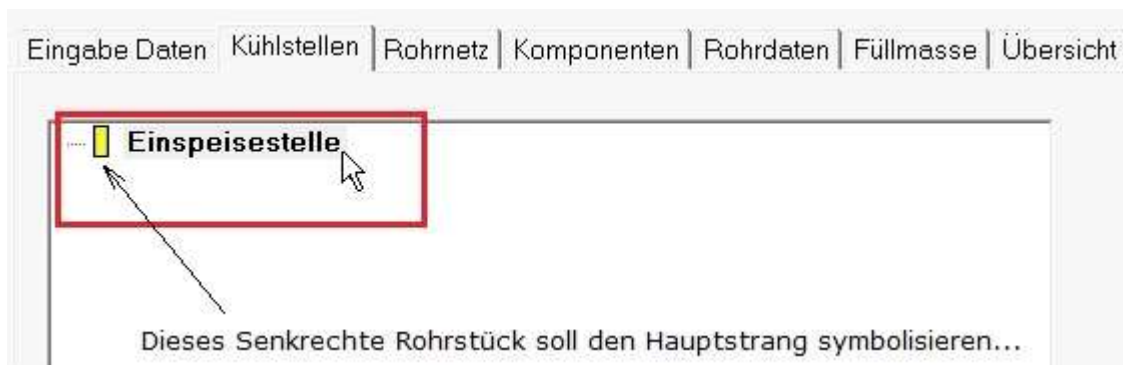 Eingabe Daten Kühlstellen Rohrnetz Komponenten Rohrdaten Füllmasse Übersicht
Einspeisestelle
Dieses Senkrechte Rohrstück soll den Hauptstrang symbolisieren...